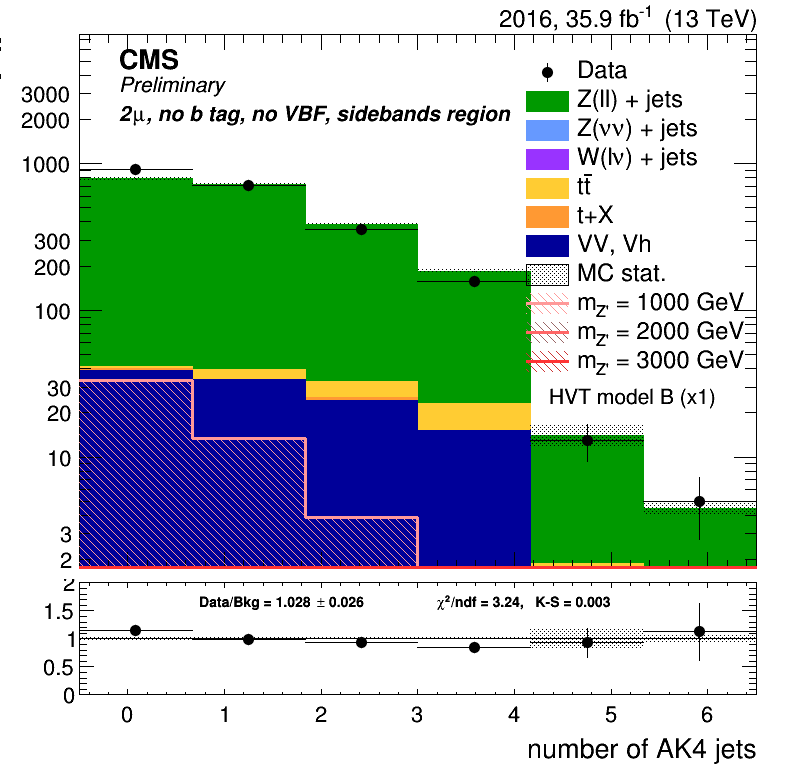 2016, 35.9 fb⁻¹ (13 TeV)
CMS
Preliminary
2μ, no b tag, no VBF, sidebands region
Data
Z(ll) + jets
Z(νν) + jets
W(lν) + jets
tt̄
t+X
VV, Vh
MC stat.
m_Z' = 1000 GeV
m_Z' = 2000 GeV
m_Z' = 3000 GeV
HVT model B (x1)
3000
2000
1000
300
200
100
30
20
10
3
2
Data/Bkg = 1.028 ± 0.026 χ²/ndf = 3.24, K-S = 0.003
2
1.5
1
0.5
0
0 1 2 3 4 5 6
number of AK4 jets